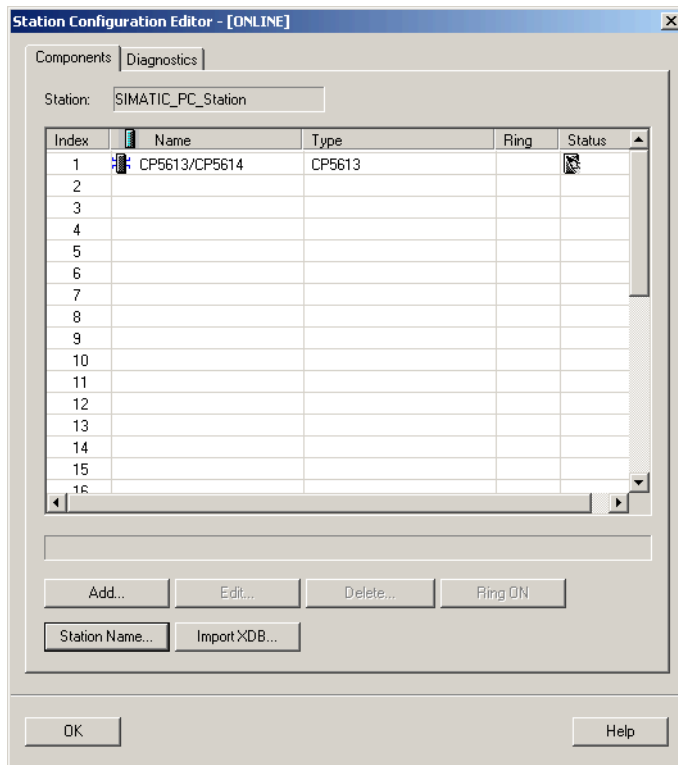 Station Configuration Editor - [ONLINE]
Components Diagnostics
Station: SIMATIC_PC_Station
Index Name Type Ring Status
1 CP5613/CP5614 CP5613
2
3
4
5
6
7
8
9
10
11
12
13
14
15
16
Add... Edit... Delete... Ring ON
Station Name... Import XDB...
OK Help